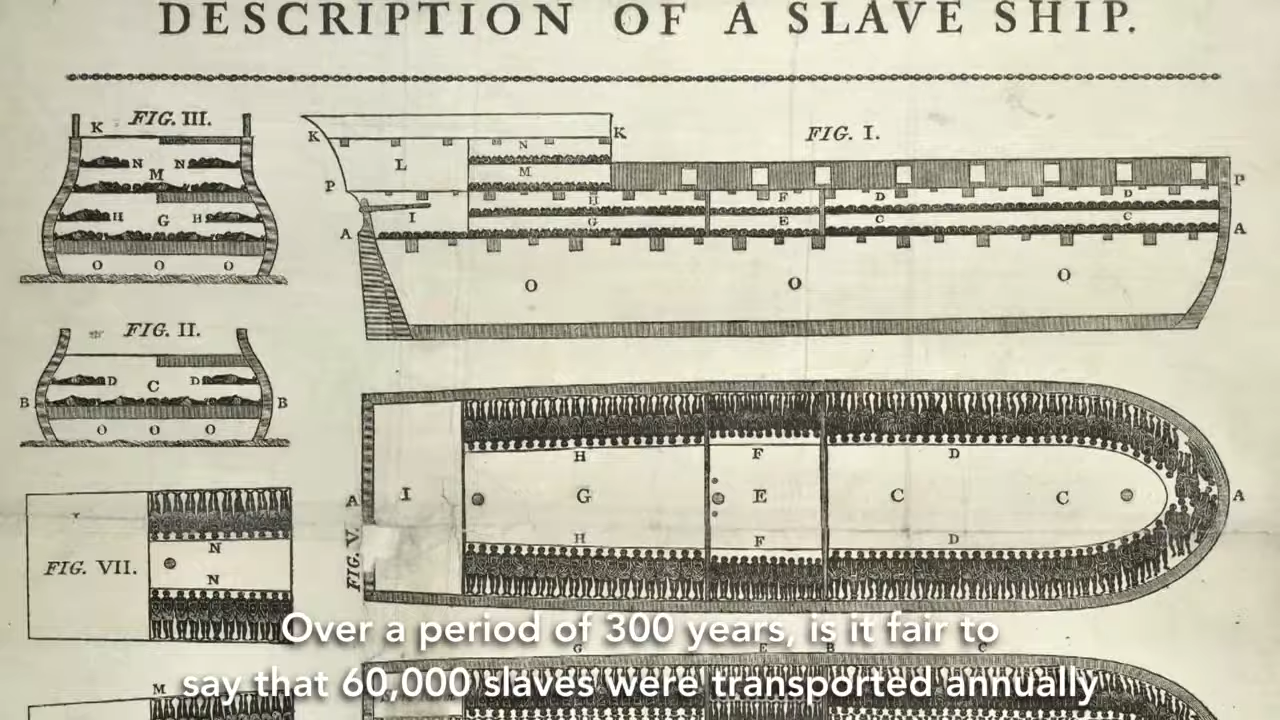 DESCRIPTION OF A SLAVE SHIP.
FIG. III.
K
N N
M
H G H
O O O
FIG. I.
K K
L N
M
P H F D D P
I G E C C
A A
O O O
FIG. II.
D C D
B B
O O O
FIG. VII.
N
N
FIG. V.
H F D
A I G E C C A
H F D
M
G E B C
Over a period of 300 years, is it fair to
say that 60,000 slaves were transported annually